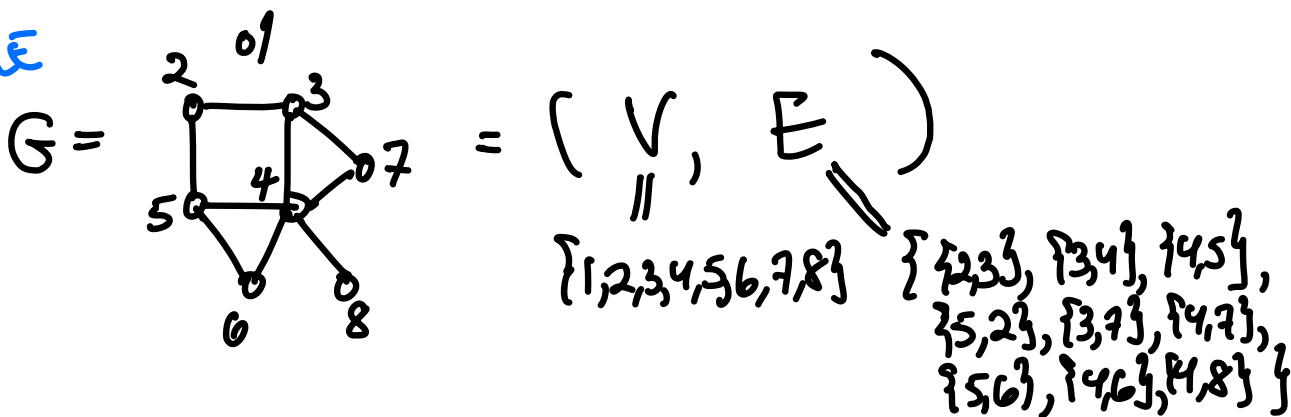 1
2 3
G = 4 7 = ( V, E )
5
{1,2,3,4,5,6,7,8} { {2,3}, {3,4}, {4,5},
6 8 {5,2}, {3,7}, {4,7},
{5,6}, {4,6}, {4,8} }